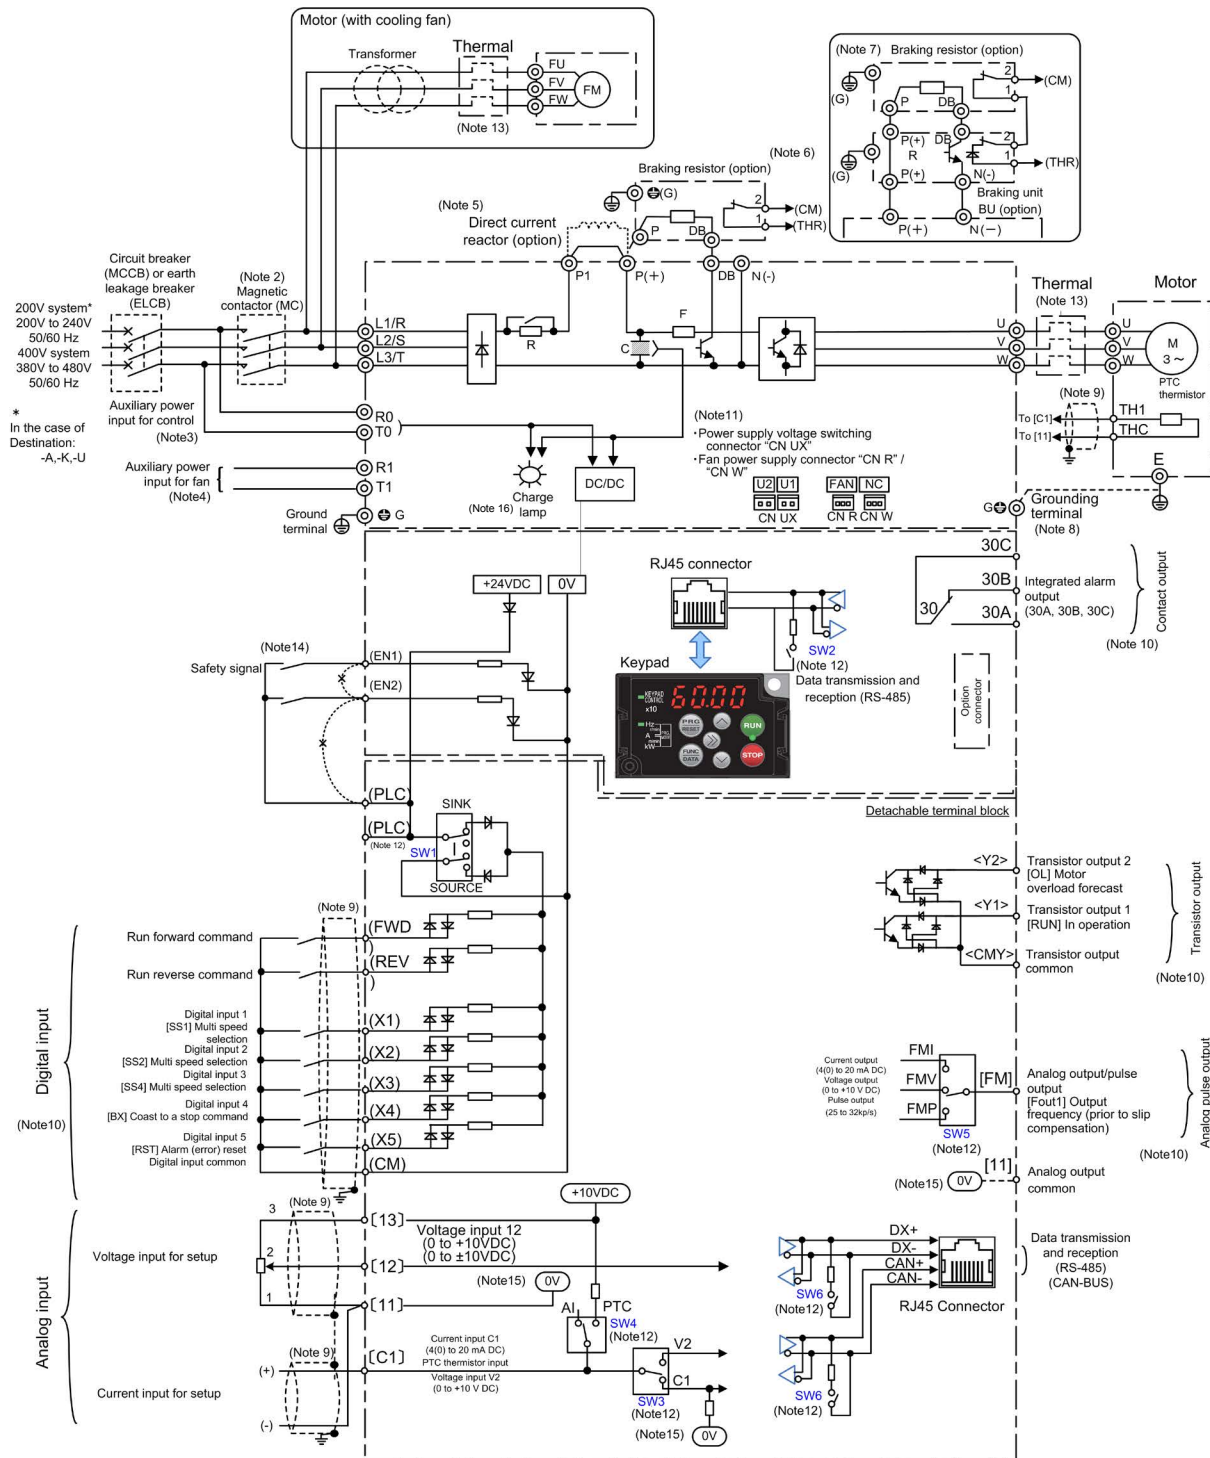 Motor (with cooling fan)
Transformer
Thermal
FU
FV
FW
FM
(Note 13)
(Note 7)
Braking resistor (option)
(G)
P
DB
2
1
(CM)
(G)
P(+)
R
DB
2
1
(THR)
P(+)
N(-)
Braking unit
BU (option)
P(+)
N(−)
(Note 6)
Braking resistor (option)
(G)
P
DB
2
1
(CM)
(THR)
(Note 5)
Direct current
reactor (option)
P1
P(+)
DB
N(-)
Circuit breaker
(MCCB) or earth
leakage breaker
(ELCB)
(Note 2)
Magnetic
contactor (MC)
200V system*
200V to 240V
50/60 Hz
400V system
380V to 480V
50/60 Hz
*
In the case of
Destination:
-A,-K,-U
L1/R
L2/S
L3/T
R
C
F
U
V
W
Thermal
(Note 13)
Motor
U
V
W
M
3～
PTC
thermistor
(Note 9)
To [C1]
To [11]
TH1
THC
E
Auxiliary power
input for control
(Note3)
R0
T0
Auxiliary power
input for fan
(Note4)
R1
T1
Ground
terminal
G
(Note 16)
Charge
lamp
DC/DC
(Note11)
・Power supply voltage switching
connector “CN UX”
・Fan power supply connector “CN R” /
“CN W”
U2
U1
CN UX
FAN
NC
CN R
CN W
G
Grounding
terminal
(Note 8)
+24VDC
0V
RJ45 connector
SW2
(Note 12)
Data transmission and
reception (RS-485)
Keypad
KEYPAD
CONTROL
x10
60.00
Hz
A
kW
PRG
RESET
RUN
FUNC
DATA
STOP
30C
30B
30
30A
Integrated alarm
output
(30A, 30B, 30C)
Contact output
(Note 10)
Option
connector
Safety signal
(Note14)
(EN1)
(EN2)
(PLC)
(PLC)
(Note 12)
SINK
SW1
SOURCE
Detachable terminal block
<Y2>
Transistor output 2
[OL] Motor
overload forecast
<Y1>
Transistor output 1
[RUN] In operation
<CMY>
Transistor output
common
Transistor output
(Note10)
Digital input
(Note10)
(Note 9)
Run forward command
(FWD
)
Run reverse command
(REV
)
Digital input 1
[SS1] Multi speed
selection
(X1)
Digital input 2
[SS2] Multi speed selection
(X2)
Digital input 3
[SS4] Multi speed selection
(X3)
Digital input 4
[BX] Coast to a stop command
(X4)
Digital input 5
[RST] Alarm (error) reset
(X5)
Digital input common
(CM)
Current output
(4(0) to 20 mA DC)
Voltage output
(0 to +10 V DC)
Pulse output
(25 to 32kp/s)
FMI
FMV
FMP
SW5
(Note12)
[FM]
Analog output/pulse
output
[Fout1] Output
frequency (prior to slip
compensation)
Analog pulse output
(Note10)
(Note15)
0V
[11]
Analog output
common
Analog input
Voltage input for setup
(Note 9)
3
2
1
[13]
[12]
[11]
Voltage input 12
(0 to +10VDC)
(0 to ±10VDC)
+10VDC
(Note15)
0V
AI
PTC
SW4
(Note12)
Current input for setup
(Note 9)
(+)
(-)
[C1]
Current input C1
(4(0) to 20 mA DC)
PTC thermistor input
Voltage input V2
(0 to +10 V DC)
V2
C1
SW3
(Note12)
(Note15)
0V
DX+
DX-
CAN+
CAN-
SW6
(Note12)
RJ45 Connector
Data transmission
and reception
(RS-485)
(CAN-BUS)
SW6
(Note12)